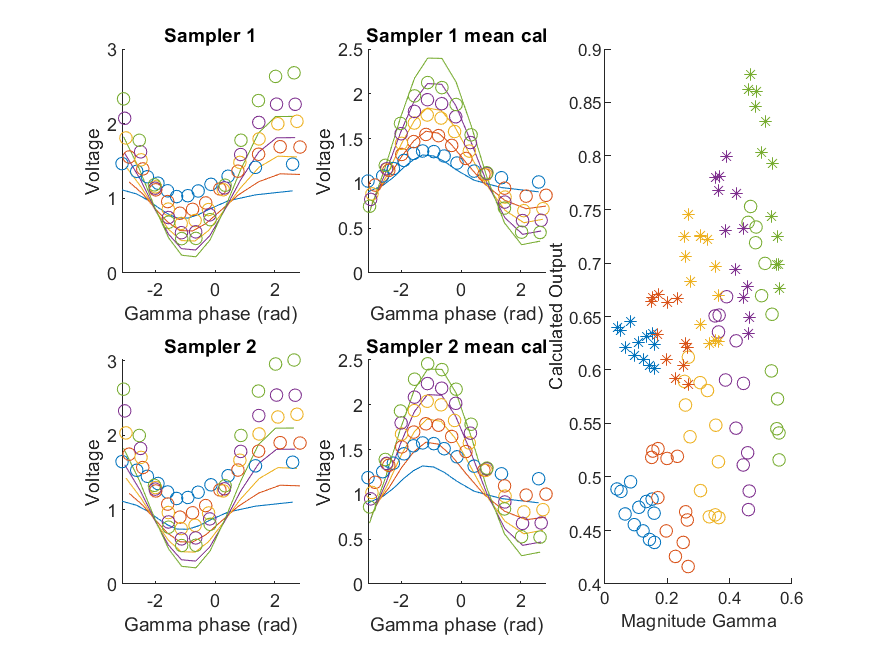 Sampler 1
3
2
1
0
Voltage
-2 0 2
Gamma phase (rad)
Sampler 1 mean cal
2.5
2
1.5
1
0.5
0
Voltage
-2 0 2
Gamma phase (rad)
Sampler 2
3
2
1
0
Voltage
-2 0 2
Gamma phase (rad)
Sampler 2 mean cal
2.5
2
1.5
1
0.5
0
Voltage
-2 0 2
Gamma phase (rad)
0.9
0.85
0.8
0.75
0.7
0.65
0.6
0.55
0.5
0.45
0.4
Calculated Output
0 0.2 0.4 0.6
Magnitude Gamma